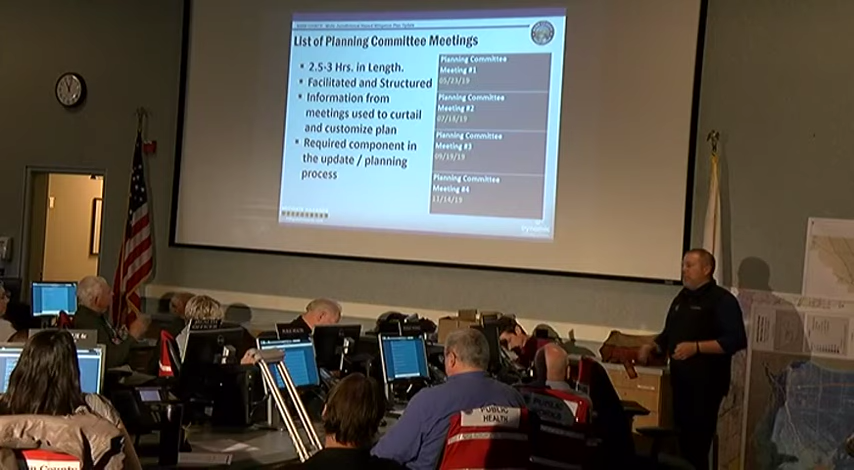 List of Planning Committee Meetings
▪ 2.5-3 Hrs. in Length.
▪ Facilitated and Structured
▪ Information from
meetings used to curtail
and customize plan
▪ Required component in
the update / planning
process
Planning Committee
Meeting #1
05/23/19
Planning Committee
Meeting #2
07/18/19
Planning Committee
Meeting #3
09/19/19
Planning Committee
Meeting #4
11/14/19
PUBLIC
HEALTH
PUBLIC
County